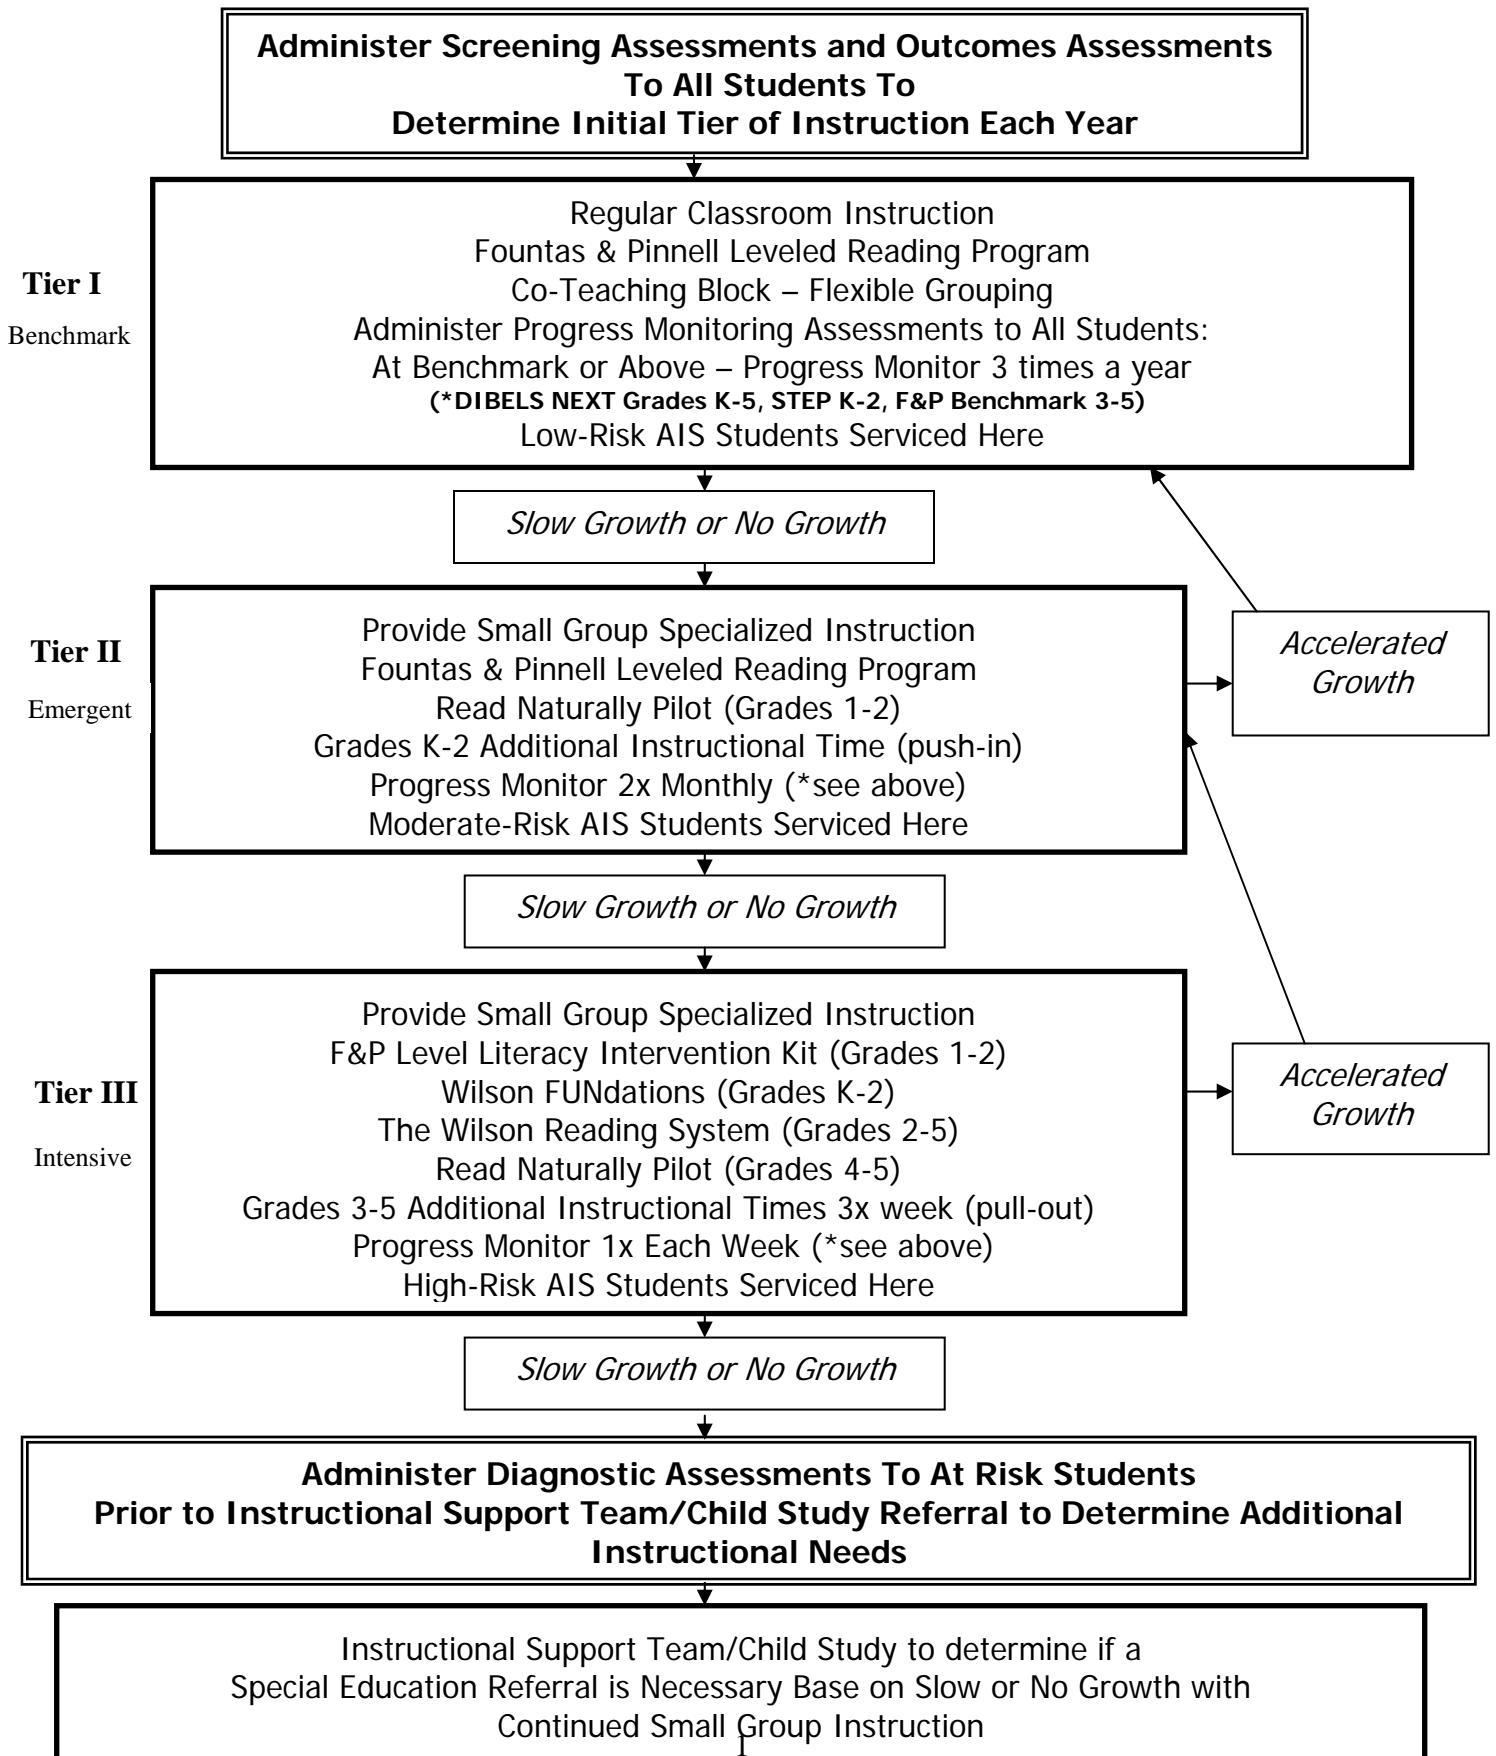 Administer Screening Assessments and Outcomes Assessments
To All Students To
Determine Initial Tier of Instruction Each Year
Tier I
Benchmark
Regular Classroom Instruction
Fountas & Pinnell Leveled Reading Program
Co-Teaching Block – Flexible Grouping
Administer Progress Monitoring Assessments to All Students:
At Benchmark or Above – Progress Monitor 3 times a year
(*DIBELS NEXT Grades K-5, STEP K-2, F&P Benchmark 3-5)
Low-Risk AIS Students Serviced Here
Slow Growth or No Growth
Tier II
Emergent
Provide Small Group Specialized Instruction
Fountas & Pinnell Leveled Reading Program
Read Naturally Pilot (Grades 1-2)
Grades K-2 Additional Instructional Time (push-in)
Progress Monitor 2x Monthly (*see above)
Moderate-Risk AIS Students Serviced Here
Accelerated
Growth
Slow Growth or No Growth
Tier III
Intensive
Provide Small Group Specialized Instruction
F&P Level Literacy Intervention Kit (Grades 1-2)
Wilson FUNdations (Grades K-2)
The Wilson Reading System (Grades 2-5)
Read Naturally Pilot (Grades 4-5)
Grades 3-5 Additional Instructional Times 3x week (pull-out)
Progress Monitor 1x Each Week (*see above)
High-Risk AIS Students Serviced Here
Accelerated
Growth
Slow Growth or No Growth
Administer Diagnostic Assessments To At Risk Students
Prior to Instructional Support Team/Child Study Referral to Determine Additional
Instructional Needs
Instructional Support Team/Child Study to determine if a
Special Education Referral is Necessary Base on Slow or No Growth with
Continued Small Group Instruction
1